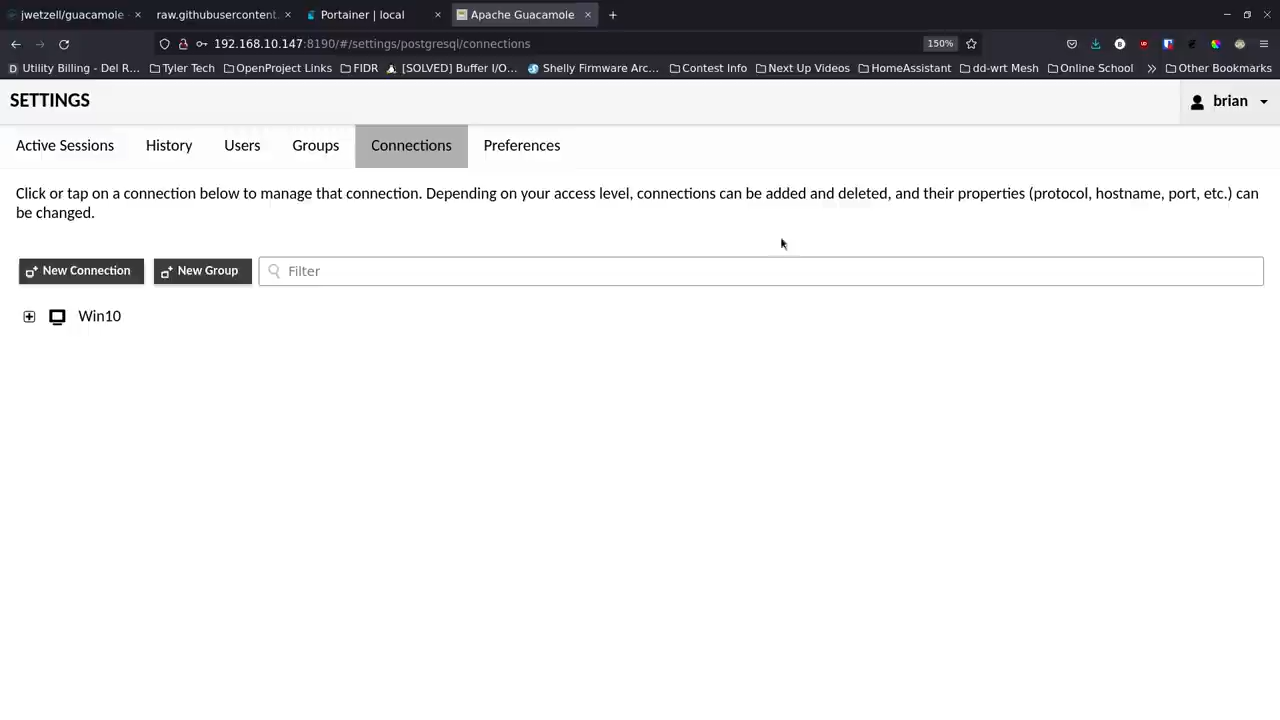 jwetzell/guacamole
raw.githubusercontent.
Portainer | local
Apache Guacamole
192.168.10.147:8190/#/settings/postgresql/connections
150%
Utility Billing - Del R...
Tyler Tech
OpenProject Links
FIDR
[SOLVED] Buffer I/O...
Shelly Firmware Arc...
Contest Info
Next Up Videos
HomeAssistant
dd-wrt Mesh
Online School
Other Bookmarks
SETTINGS
brian
Active Sessions
History
Users
Groups
Connections
Preferences
Click or tap on a connection below to manage that connection. Depending on your access level, connections can be added and deleted, and their properties (protocol, hostname, port, etc.) can
be changed.
New Connection
New Group
Filter
Win10